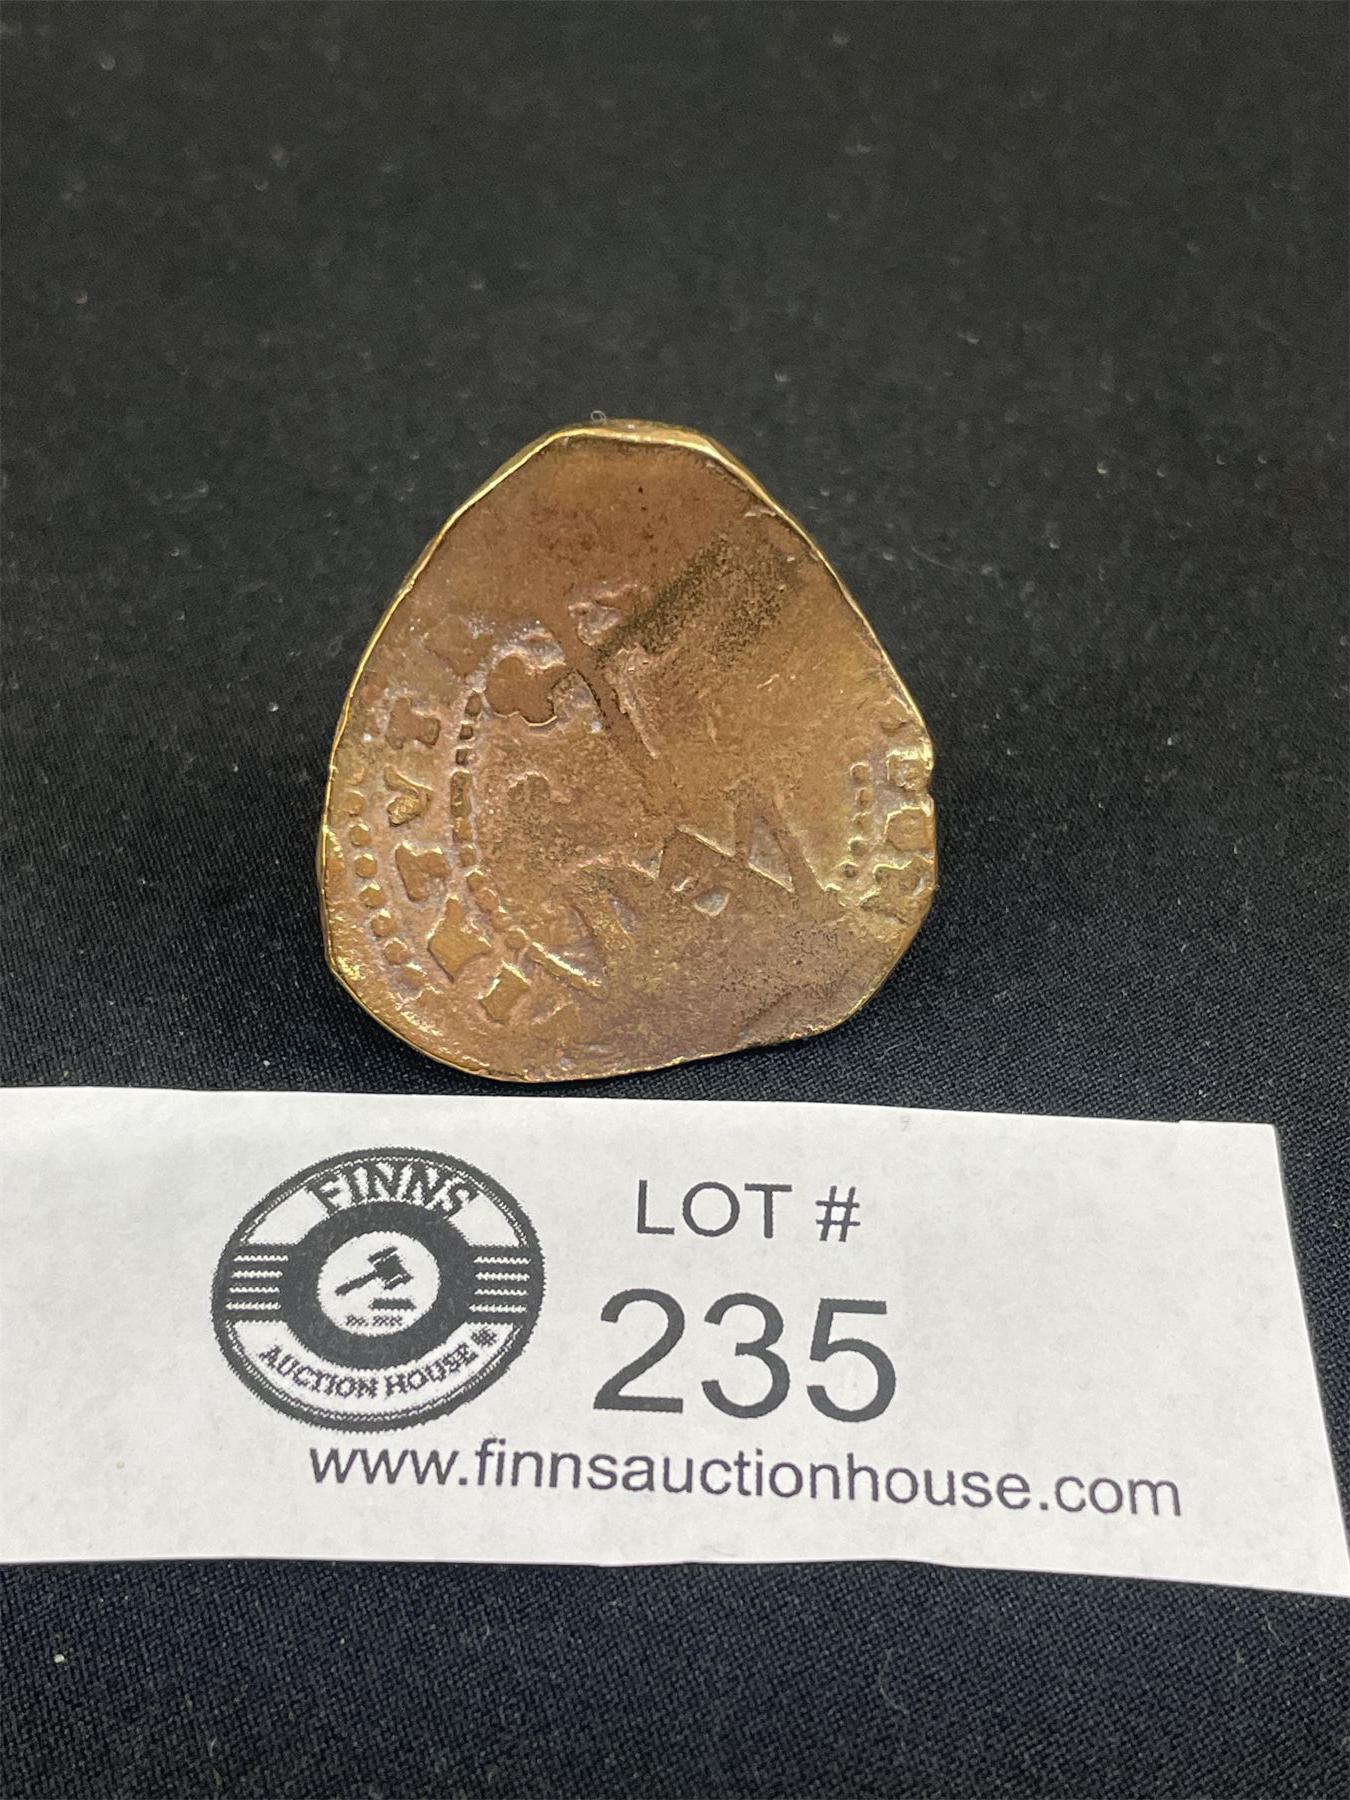 FINNS
AUCTION HOUSE
LOT #
235
www.finnsauctionhouse.com